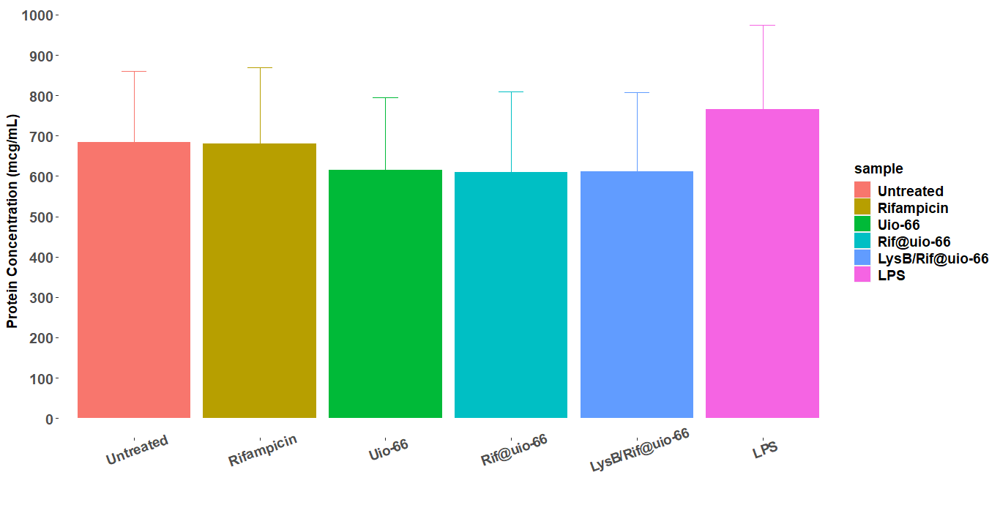 1000
900
800
700
600
500
400
300
200
100
0
Protein Concentration (mcg/mL)
Untreated
Rifampicin
Uio-66
Rif@uio-66
LysB/Rif@uio-66
LPS
sample
Untreated
Rifampicin
Uio-66
Rif@uio-66
LysB/Rif@uio-66
LPS